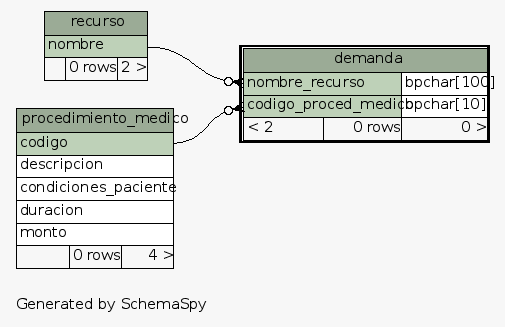 recurso
nombre
0 rows 2 >
demanda
nombre_recurso bpchar[100]
codigo_proced_medico bpchar[10]
< 2 0 rows 0 >
procedimiento_medico
codigo
descripcion
condiciones_paciente
duracion
monto
0 rows 4 >
Generated by SchemaSpy